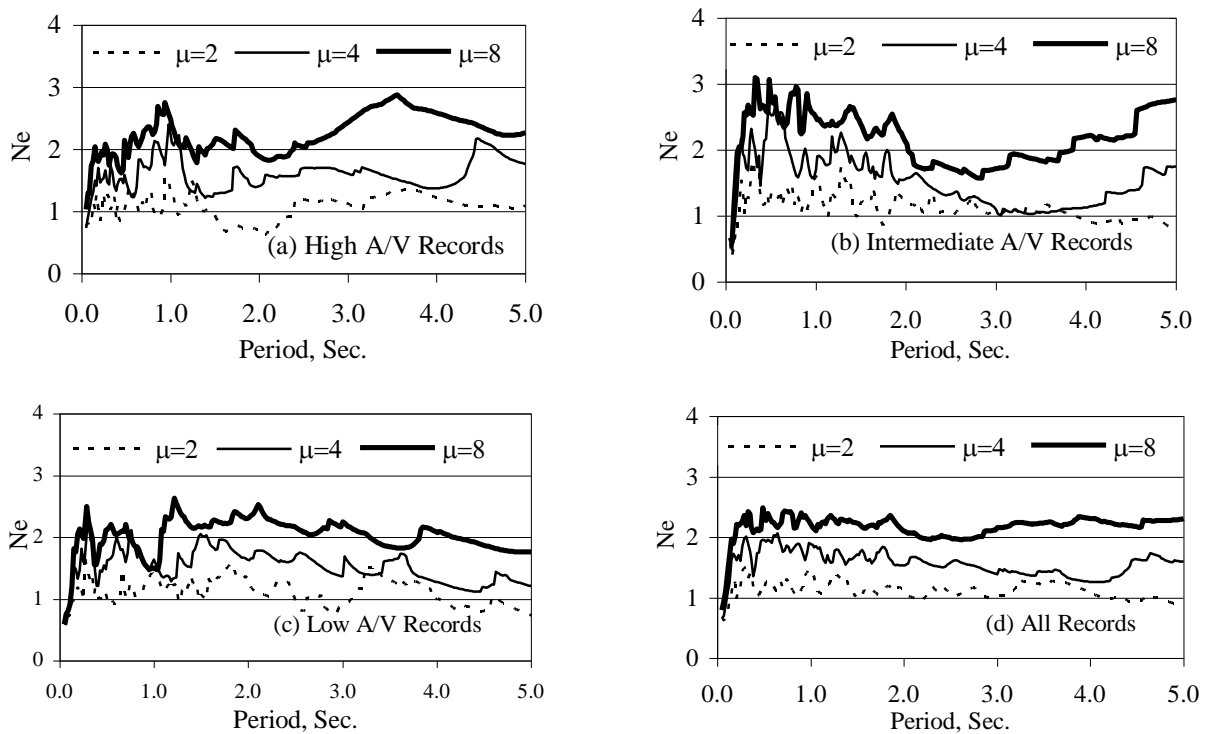 4
3
2
1
0
Ne
μ=2 μ=4 μ=8
(a) High A/V Records
0.0 1.0 2.0 3.0 4.0 5.0
Period, Sec.
4
3
2
1
0
Ne
μ=2 μ=4 μ=8
(b) Intermediate A/V Records
0.0 1.0 2.0 3.0 4.0 5.0
Period, Sec.
4
3
2
1
0
Ne
μ=2 μ=4 μ=8
(c) Low A/V Records
0.0 1.0 2.0 3.0 4.0 5.0
Period, Sec.
4
3
2
1
0
Ne
μ=2 μ=4 μ=8
(d) All Records
0.0 1.0 2.0 3.0 4.0 5.0
Period, Sec.